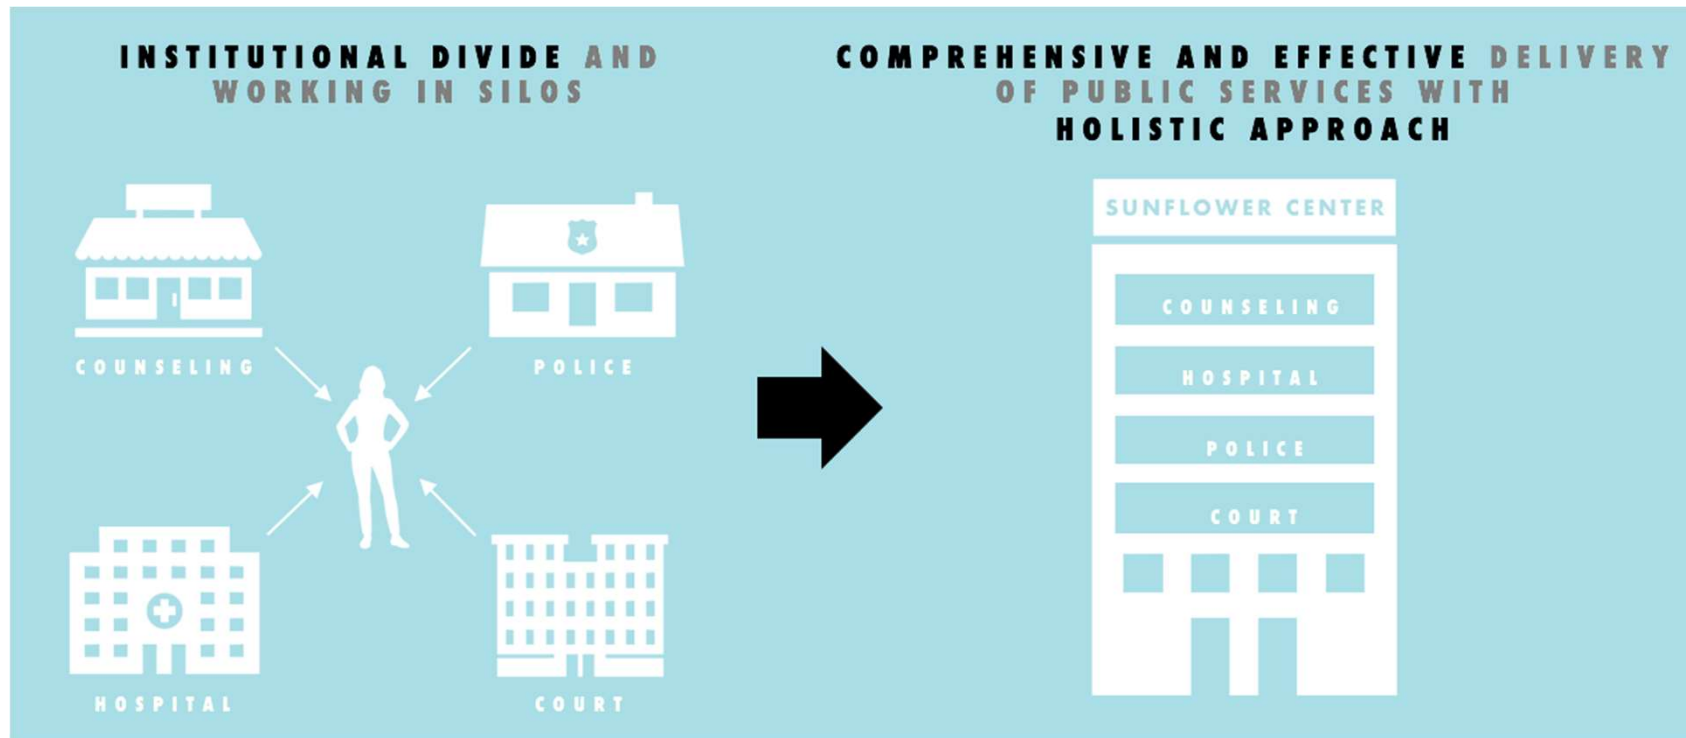 INSTITUTIONAL DIVIDE AND
WORKING IN SILOS
COUNSELING
POLICE
HOSPITAL
COURT
COMPREHENSIVE AND EFFECTIVE DELIVERY
OF PUBLIC SERVICES WITH
HOLISTIC APPROACH
SUNFLOWER CENTER
COUNSELING
HOSPITAL
POLICE
COURT